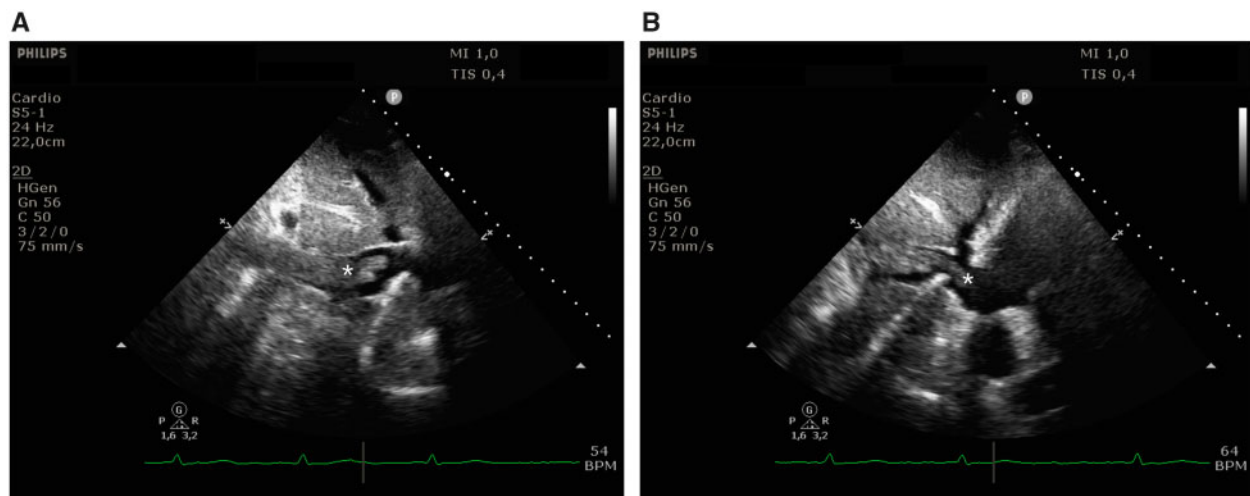 A
PHILIPS
MI 1,0
TIS 0,4
P
Cardio
S5-1
24 Hz
22,0cm
2D
HGen
Gn 56
C 50
3/2/0
75 mm/s
*
G
P R
1,6 3,2
54
BPM
B
PHILIPS
MI 1,0
TIS 0,4
P
Cardio
S5-1
24 Hz
22,0cm
2D
HGen
Gn 56
C 50
3/2/0
75 mm/s
*
G
P R
1,6 3,2
64
BPM